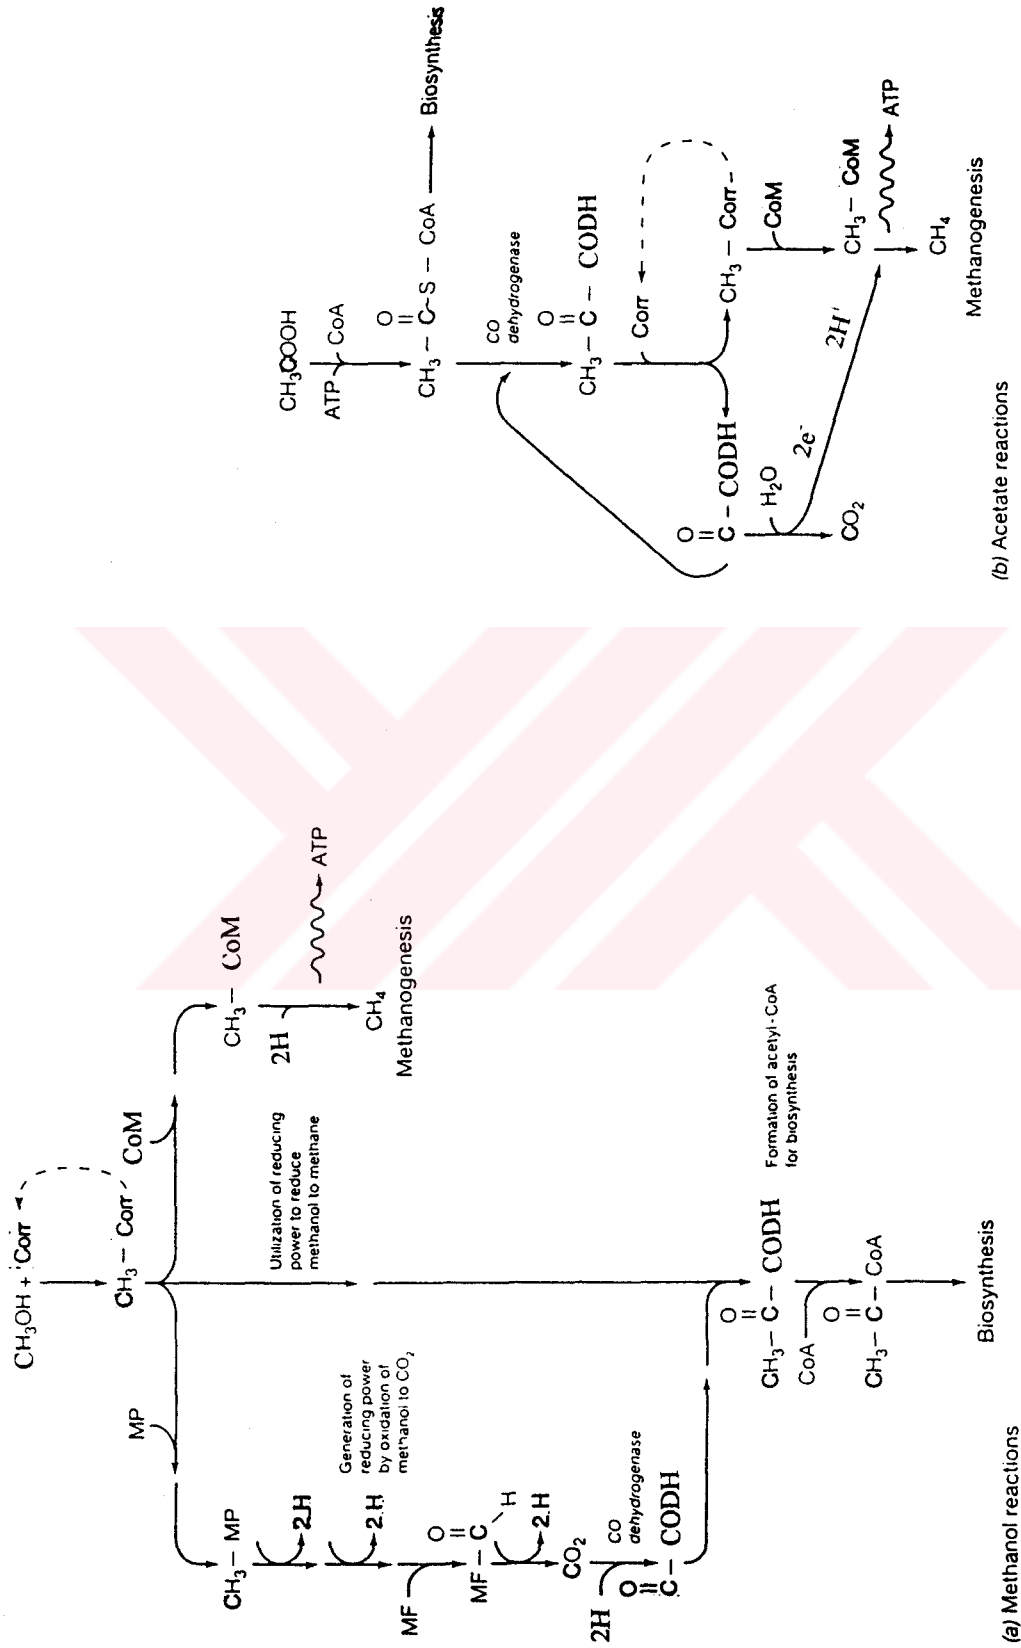 CH₃OH + Corr
CH₃ — Corr
MP
CoM
CH₃ — MP
2H
2H
Generation of
reducing power
by oxidation of
methanol to CO₂
MF
O
MF — C
H
2H
CO₂
2H
CO
dehydrogenase
O
C — CODH
Utilization of reducing
power to reduce
methanol to methane
CH₃ — CoM
2H
ATP
CH₄
Methanogenesis
O
CH₃ — C — CODH
Formation of acetyl-CoA
for biosynthesis
CoA
O
CH₃ — C — CoA
Biosynthesis
(a) Methanol reactions
CH₃COOH
ATP
CoA
O
CH₃ — C — S — CoA
Biosynthesis
CO
dehydrogenase
O
CH₃ — C — CODH
Corr
O
C — CODH
CH₃ — Corr
H₂O
CoM
2e⁻
2H⁺
CO₂
CH₃ — CoM
ATP
CH₄
Methanogenesis
(b) Acetate reactions